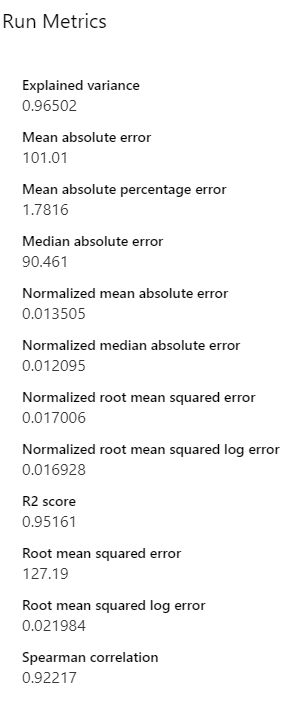 Run Metrics
Explained variance
0.96502
Mean absolute error
101.01
Mean absolute percentage error
1.7816
Median absolute error
90.461
Normalized mean absolute error
0.013505
Normalized median absolute error
0.012095
Normalized root mean squared error
0.017006
Normalized root mean squared log error
0.016928
R2 score
0.95161
Root mean squared error
127.19
Root mean squared log error
0.021984
Spearman correlation
0.92217